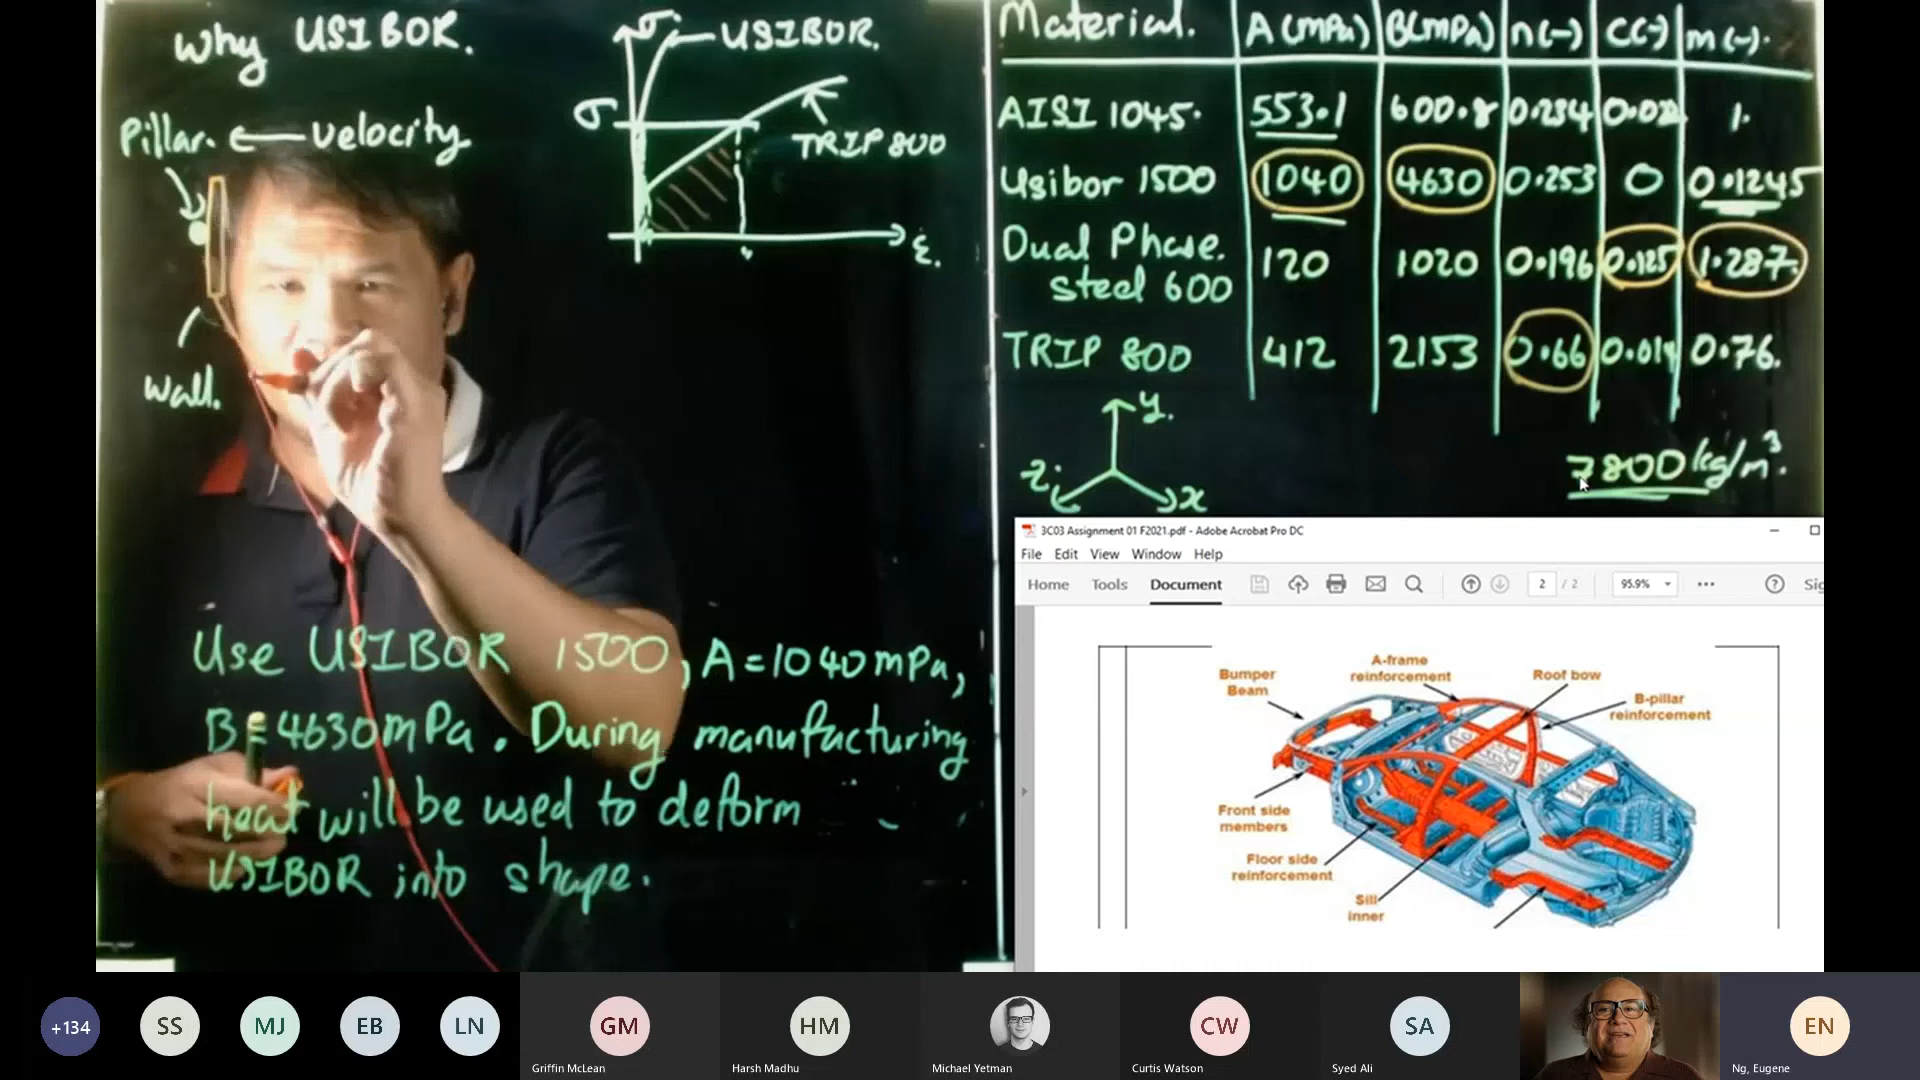 Why USIBOR.
Pillar. ← velocity
Wall.
σ
USIBOR.
σ
TRIP 800
ε.
Use USIBOR 1500, A = 1040 mPa,
B = 4630 mPa. During manufacturing
heat will be used to deform
USIBOR into shape.
Material. A (mPa) B(mPa) n(-) C(-) m(-).
AISI 1045. 553.1 600.8 0.234 1.
Usibor 1500 1040 4630 0.253 0 0.1245
Dual Phase. 120 1020 0.196 0.125 1.287.
steel 600
TRIP 800 412 2153 0.66 0.76.
y.
z.
x
7800 kg/m³.
3C03 Assignment 01 F2021.pdf - Adobe Acrobat Pro DC
File Edit View Window Help
Home Tools Document 2 / 2 95.9%
A-frame
reinforcement
Bumper
Beam
Roof bow
B-pillar
reinforcement
Front side
members
Floor side
reinforcement
Sill
inner
+134 SS MJ EB LN GM HM CW SA EN
Griffin McLean
Harsh Madhu
Michael Yetman
Curtis Watson
Syed Ali
Ng, Eugene